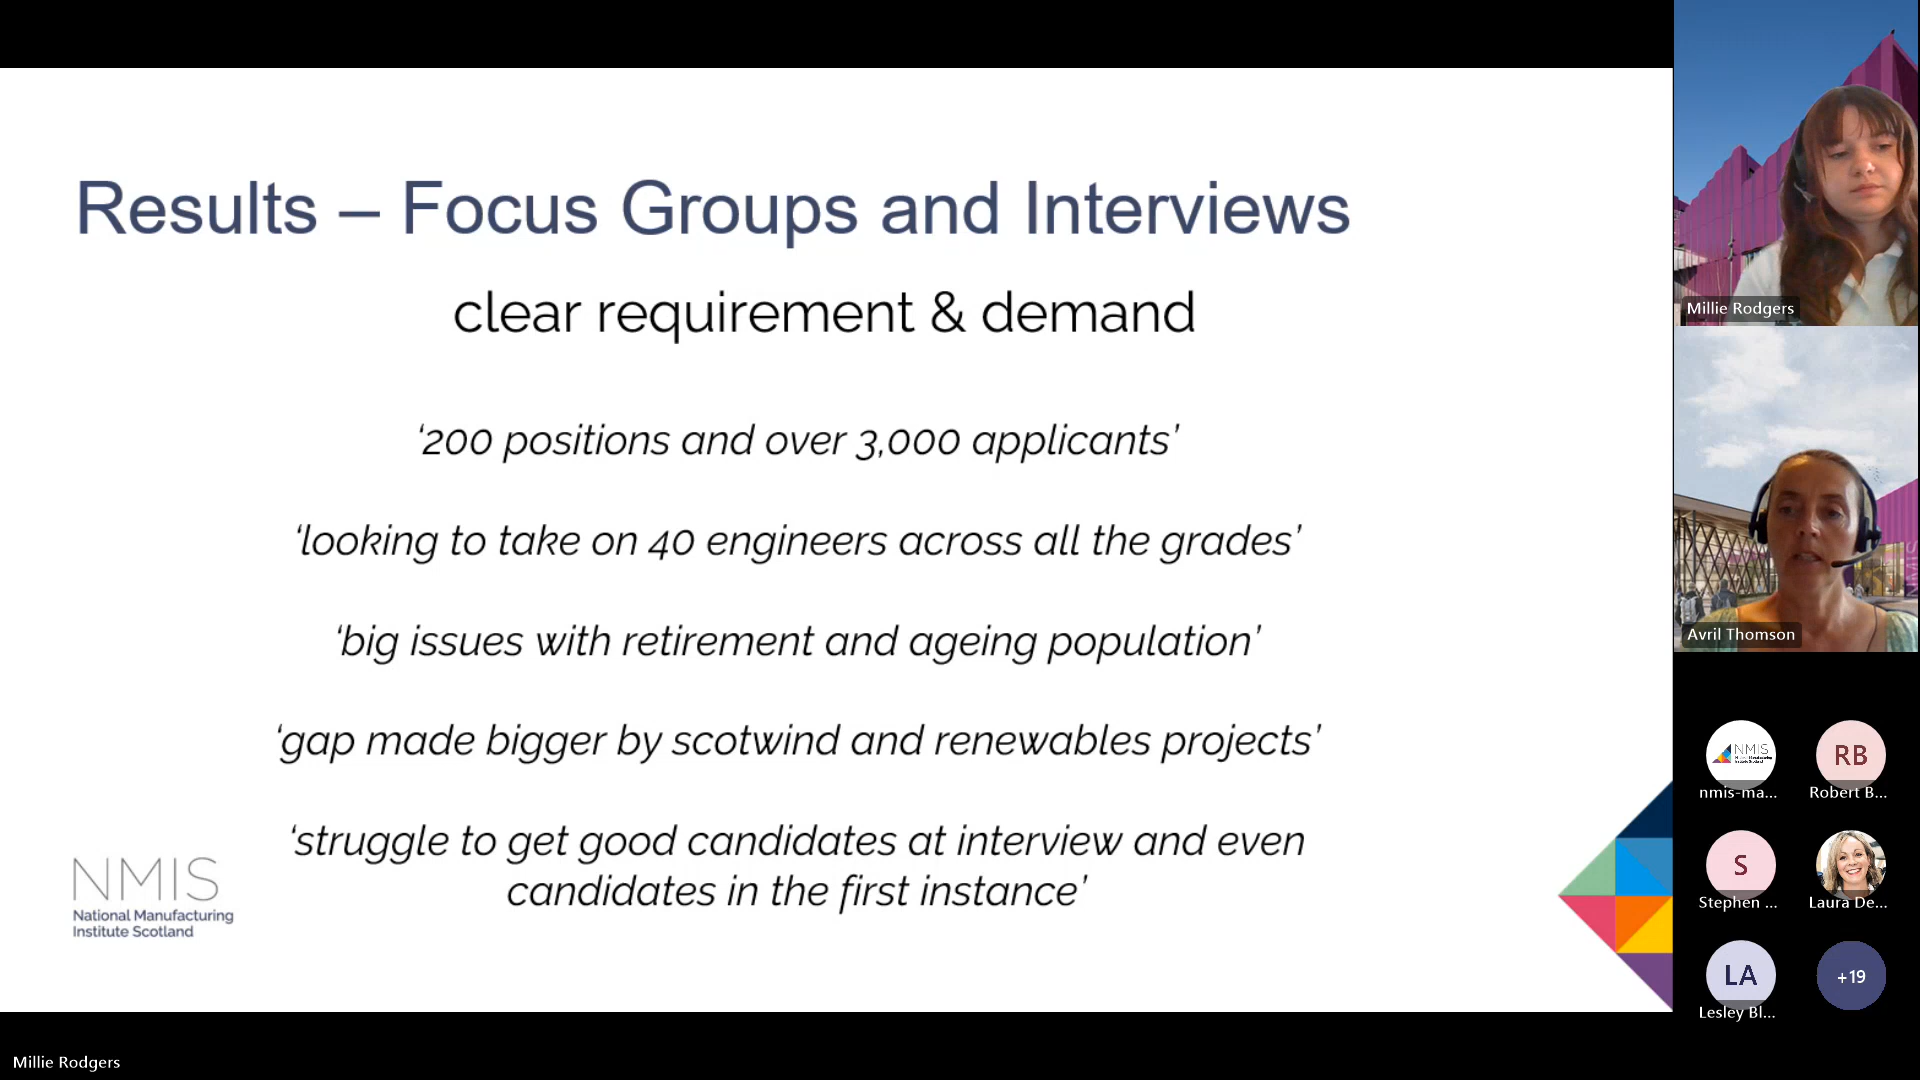 Results – Focus Groups and Interviews
clear requirement & demand
‘200 positions and over 3,000 applicants’
‘looking to take on 40 engineers across all the grades’
‘big issues with retirement and ageing population’
‘gap made bigger by scotwind and renewables projects’
‘struggle to get good candidates at interview and even
candidates in the first instance’
NMIS
National Manufacturing
Institute Scotland
Millie Rodgers
Avril Thomson
NMIS
nmis-ma...
RB
Robert B...
S
Stephen ...
Laura De...
LA
Lesley Bl...
+19
Millie Rodgers